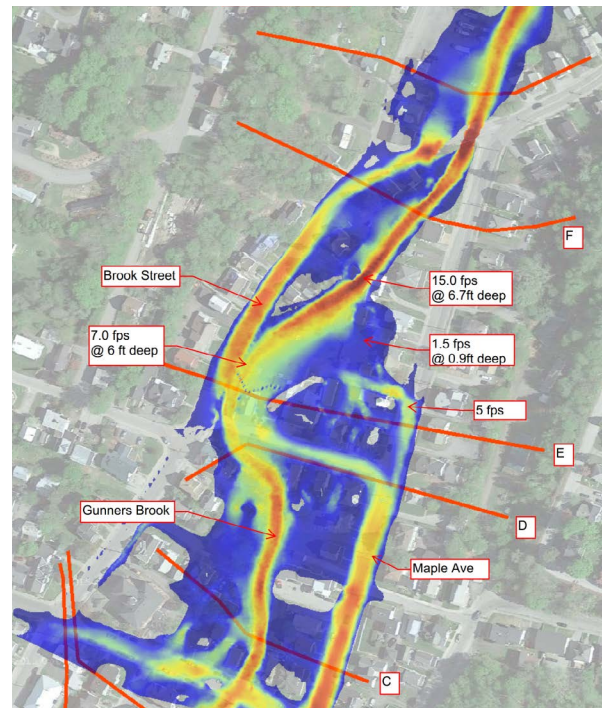 F
Brook Street
15.0 fps
@ 6.7ft deep
7.0 fps
@ 6 ft deep
1.5 fps
@ 0.9ft deep
5 fps
E
Gunners Brook
D
Maple Ave
C